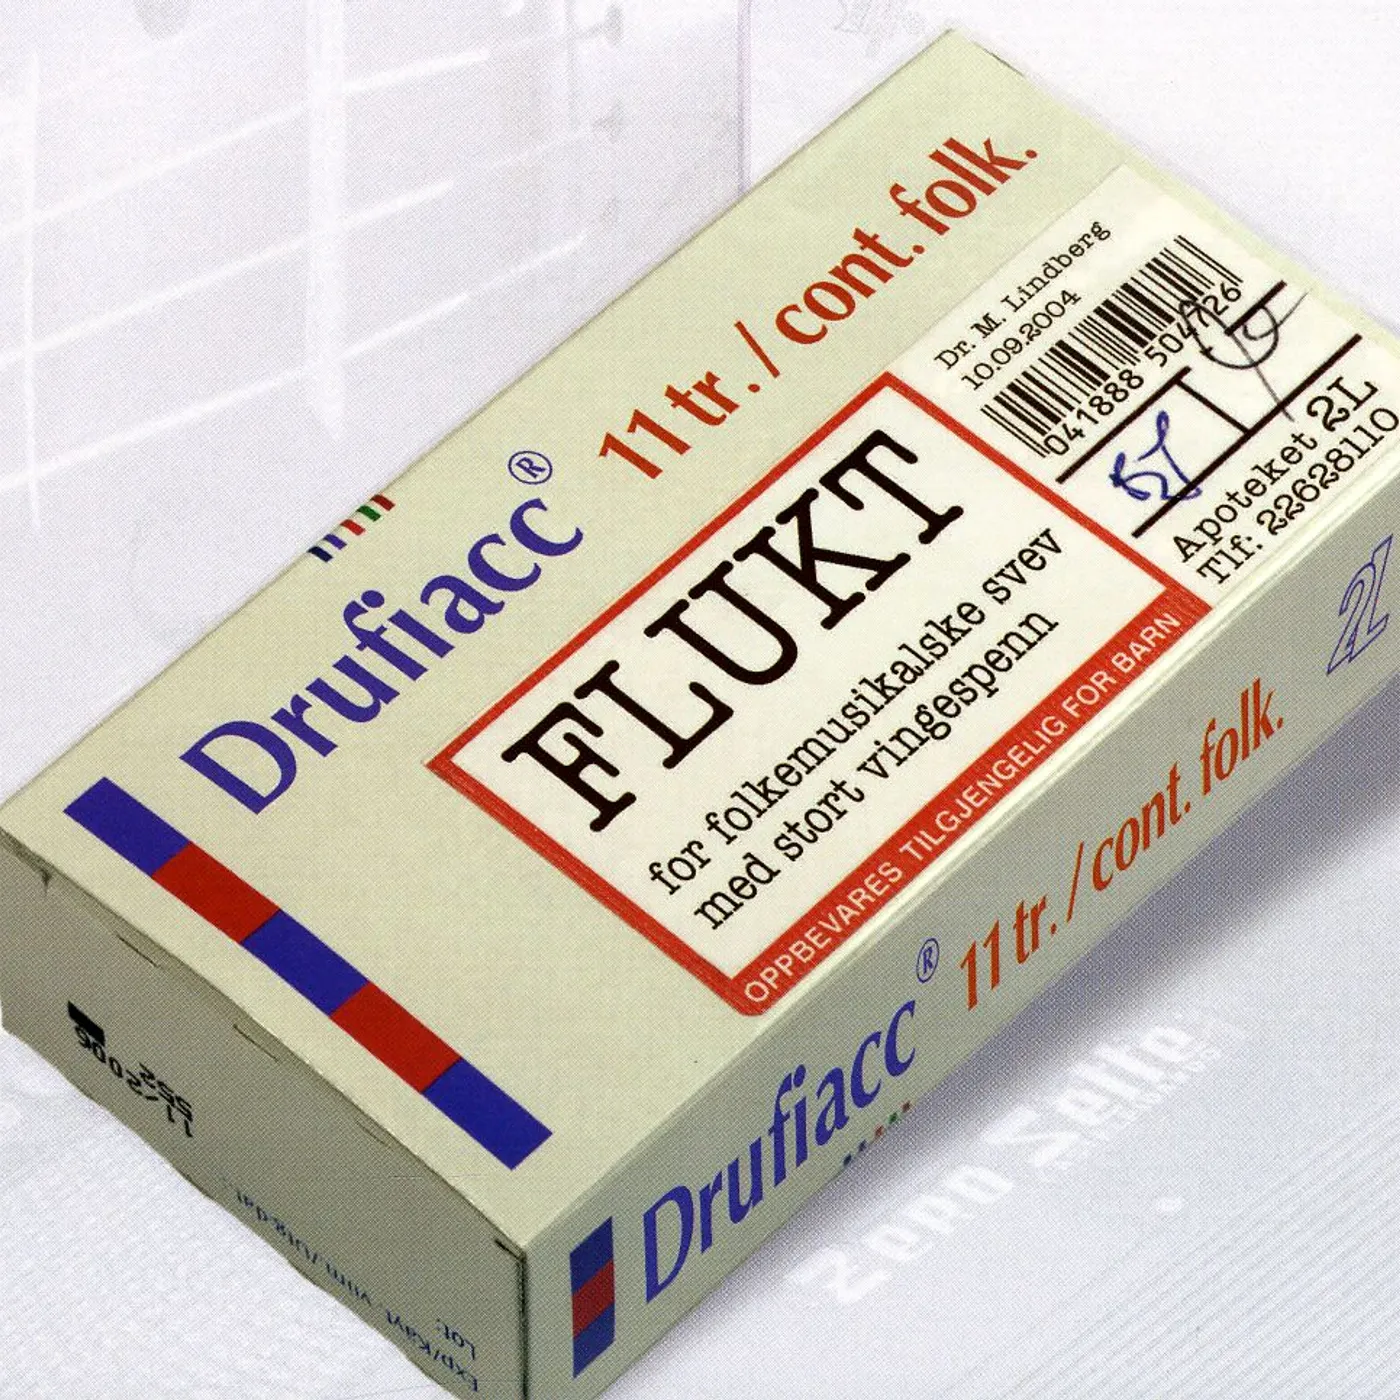 Drufiacc® 11 tr. / cont. folk.
Dr. M. Lindberg
10.09.2004
041888 504726
Apoteket 2L
Tlf: 22628110
FLUKT
for folkemusikalske svev
med stort vingespenn
OPPBEVARES TILGJENGELIG FOR BARN
Drufiacc® 11 tr. / cont. folk.
2L
11/2006
552
Lot: